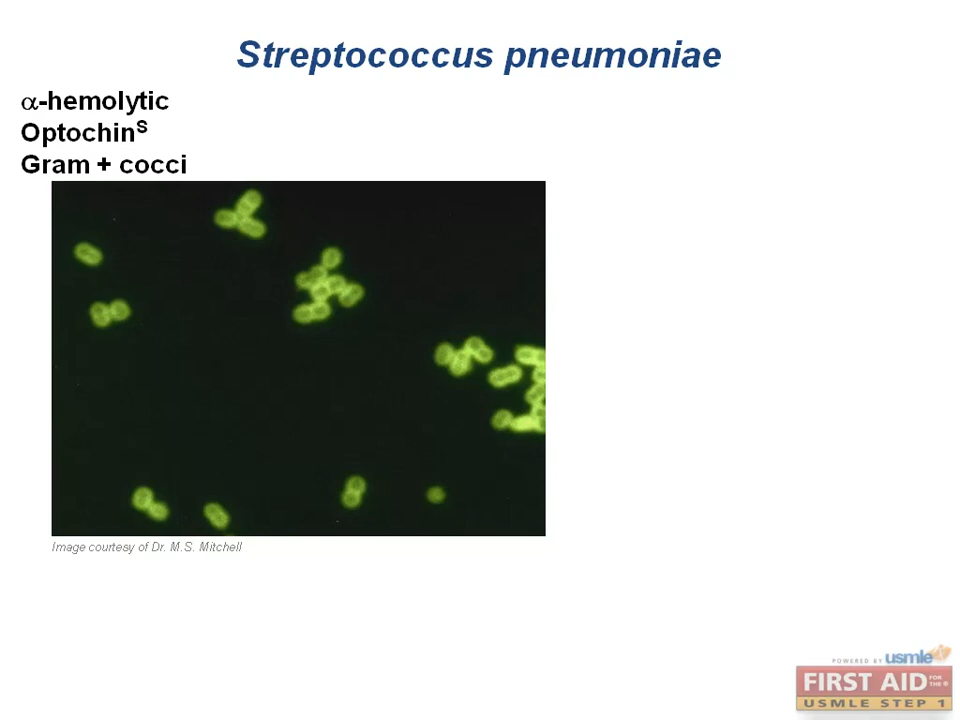 Streptococcus pneumoniae
α-hemolytic
Optochin^S
Gram + cocci
Image courtesy of Dr. M.S. Mitchell
POWERED BY usmle
FIRST AID FOR THE®
USMLE STEP 1